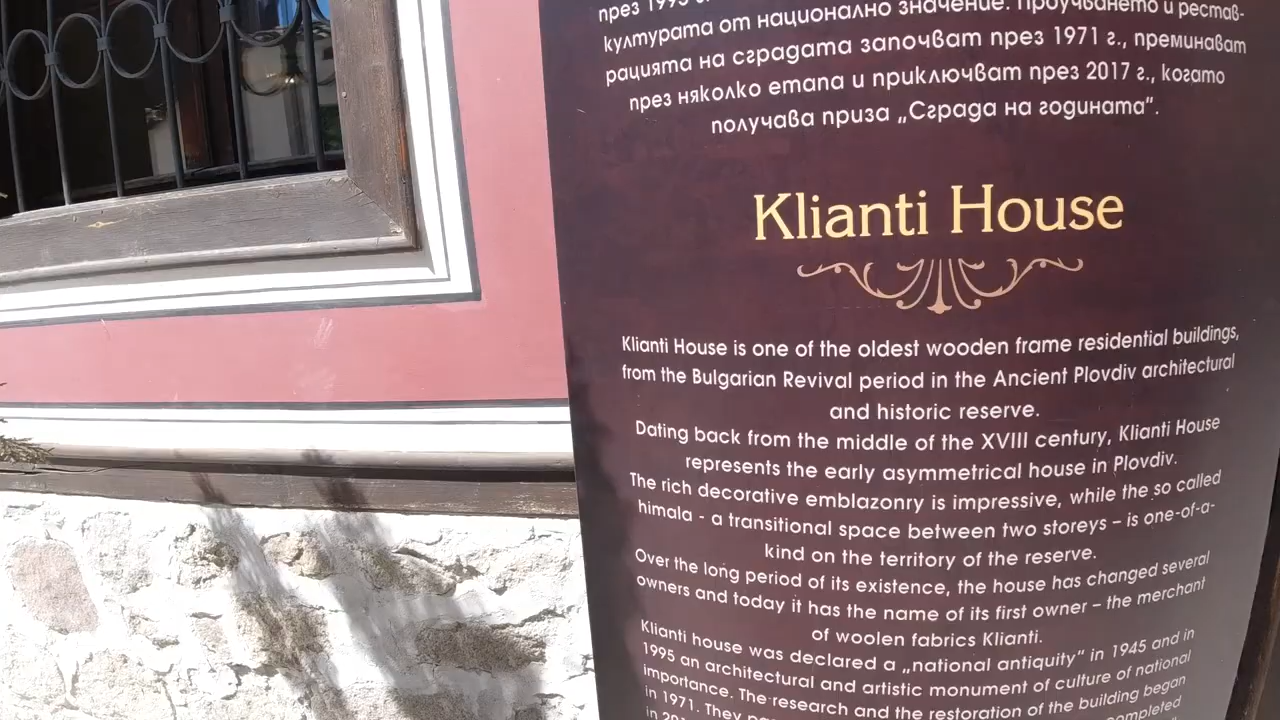 през 1995
културата от национално значение. Проучването и рестав-
рацията на сградата започват през 1971 г., преминават
през няколко етапа и приключват през 2017 г., когато
получава приза „Сграда на годината“.
Klianti House
Klianti House is one of the oldest wooden frame residential buildings,
from the Bulgarian Revival period in the Ancient Plovdiv architectural
and historic reserve.
Dating back from the middle of the XVIII century, Klianti House
represents the early asymmetrical house in Plovdiv.
The rich decorative emblazonry is impressive, while the so called
himala - a transitional space between two storeys – is one-of-a-
kind on the territory of the reserve.
Over the long period of its existence, the house has changed several
owners and today it has the name of its first owner – the merchant
of woolen fabrics Klianti.
Klianti house was declared a „national antiquity“ in 1945 and in
1995 an architectural and artistic monument of culture of national
importance. The research and the restoration of the building began
in 1971. They completed
in